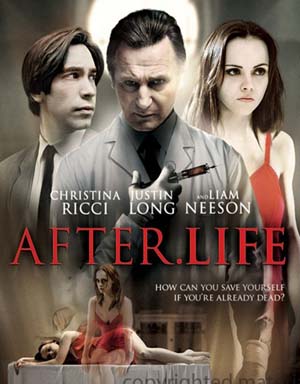 CHRISTINA JUSTIN AND LIAM
RICCI LONG NEESON
AFTER.LIFE
HOW CAN YOU SAVE YOURSELF
IF YOU'RE ALREADY DEAD?
copyrighted ma